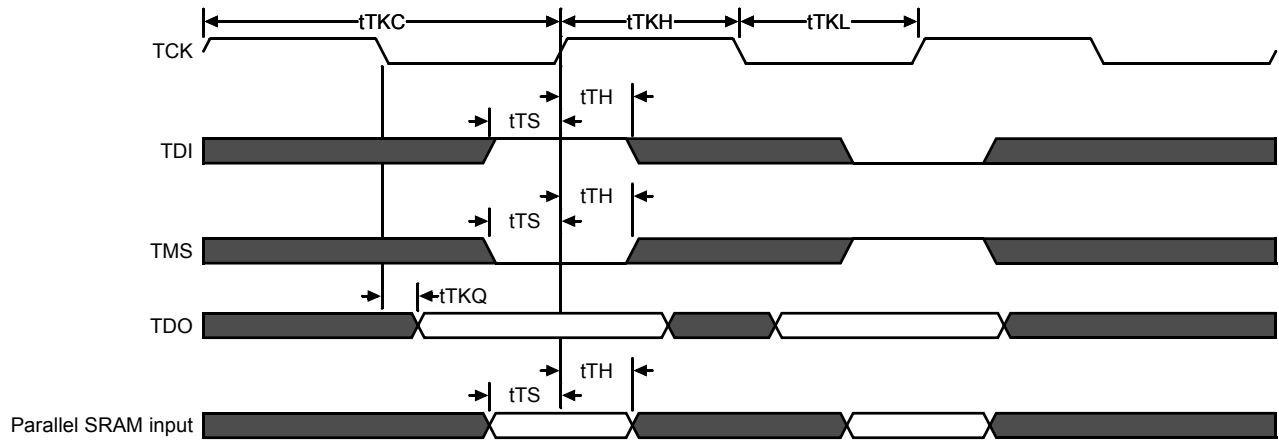 tTKC tTKH tTKL
TCK
tTH
tTS
TDI
tTH
tTS
TMS
tTKQ
TDO
tTH
tTS
Parallel SRAM input